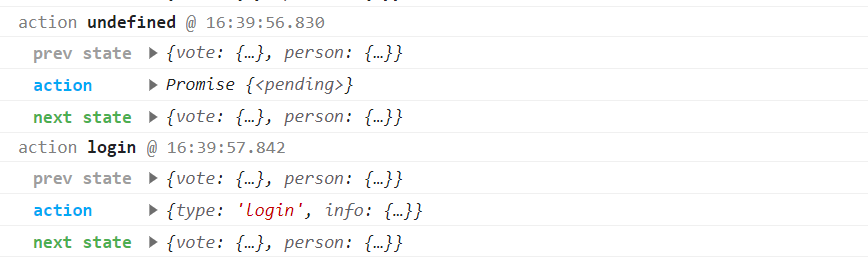 action undefined @ 16:39:56.830
prev state ▶ {vote: {…}, person: {…}}
action ▶ Promise {<pending>}
next state ▶ {vote: {…}, person: {…}}
action login @ 16:39:57.842
prev state ▶ {vote: {…}, person: {…}}
action ▶ {type: 'login', info: {…}}
next state ▶ {vote: {…}, person: {…}}